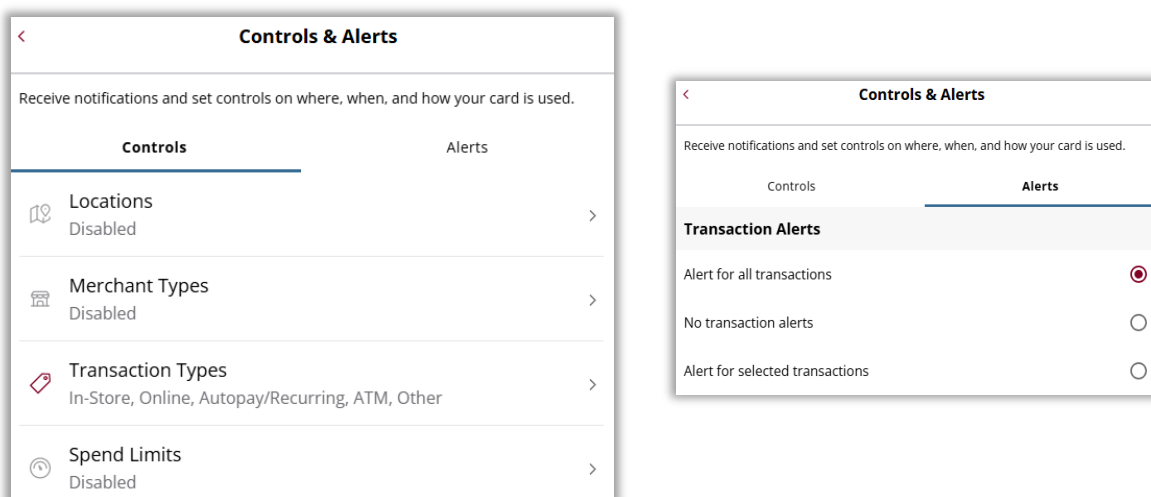 Controls & Alerts
Receive notifications and set controls on where, when, and how your card is used.
Controls
Alerts
Locations
Disabled
Merchant Types
Disabled
Transaction Types
In-Store, Online, Autopay/Recurring, ATM, Other
Spend Limits
Disabled
Controls & Alerts
Receive notifications and set controls on where, when, and how your card is used.
Controls
Alerts
Transaction Alerts
Alert for all transactions
No transaction alerts
Alert for selected transactions